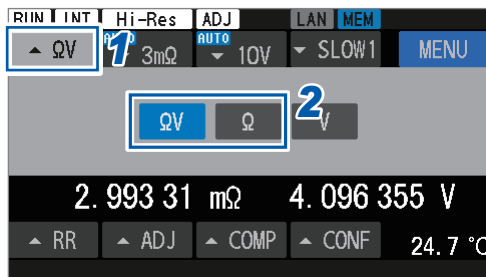 RUN INT Hi-Res ADJ LAN MEM
▲ ΩV 1 AUTO ▼ 3mΩ AUTO ▼ 10V ▼ SLOW1 MENU
2
ΩV Ω V
2. 993 31 mΩ 4. 096 355 V
▲ RR ▲ ADJ ▲ COMP ▲ CONF 24. 7 °C